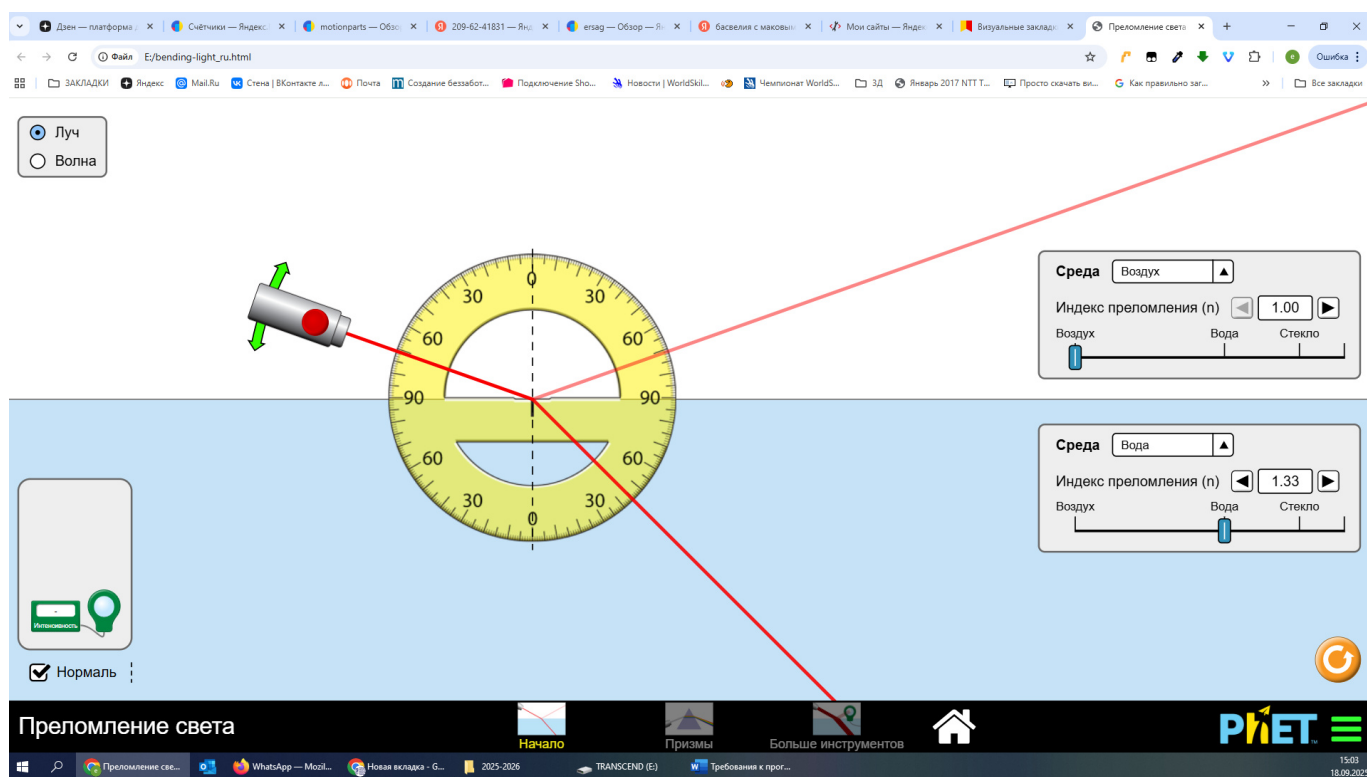 Дзен — платформа д
Счётчики — Яндекс.
motionparts — Обзо
209-62-41831 — Янд
ersag — Обзор — Ян
басвелия с маковым
Мои сайты — Яндек
Визуальные закладк
Преломление света
Файл E:/bending-light_ru.html
Ошибка
ЗАКЛАДКИ Яндекс Mail.Ru Стена | ВКонтакте л... Почта Создание беззабот... Подключение Sho... Новости | WorldSkil... Чемпионат WorldS... 3Д Январь 2017 NTT T... Просто скачать ви... Как правильно заг... » Все закладки
Луч
Волна
0
30 30
60 60
90 90
60 60
30 30
0
Среда Воздух
Индекс преломления (n) 1.00
Воздух Вода Стекло
Среда Вода
Индекс преломления (n) 1.33
Воздух Вода Стекло
Интенсивность
Нормаль
Преломление света
Начало
Призмы
Больше инструментов
PhET
Преломление све...
WhatsApp — Mozil...
Новая вкладка - G...
2025-2026
TRANSCEND (E:)
Требования к прог...
15:03
18.09.2025